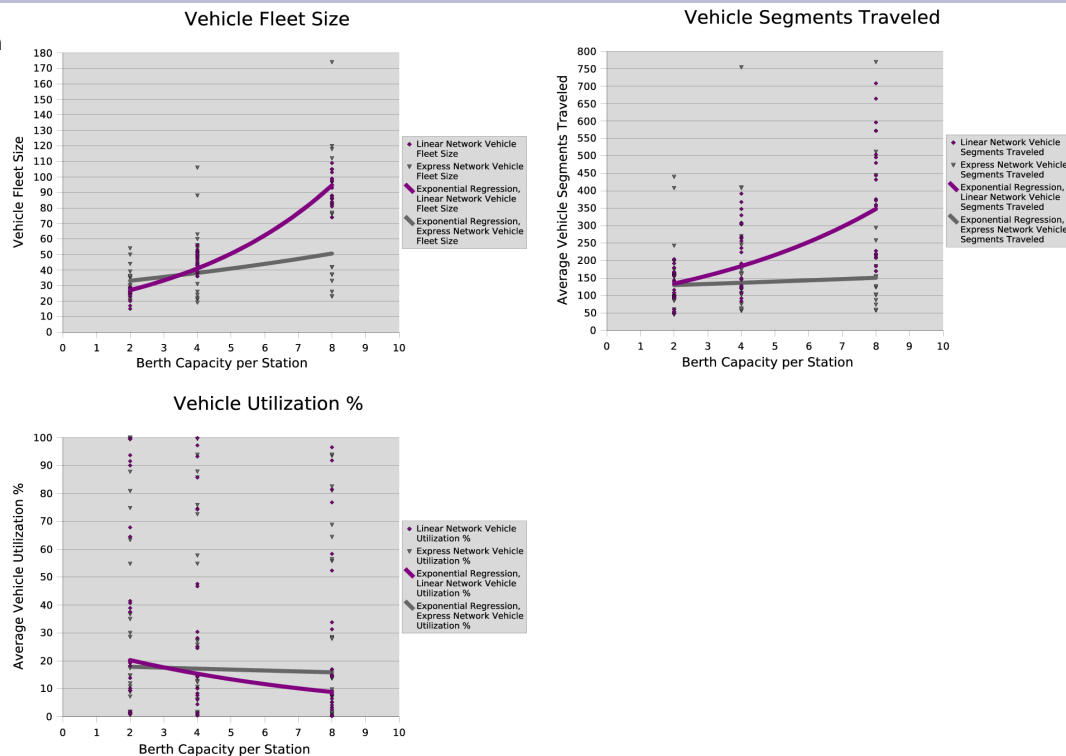 Vehicle Fleet Size
180
170
160
150
140
130
120
110
100
90
80
70
60
50
40
30
20
10
0
0 1 2 3 4 5 6 7 8 9 10
Vehicle Fleet Size
Berth Capacity per Station
Linear Network Vehicle
Fleet Size
Express Network Vehicle
Fleet Size
Exponential Regression,
Linear Network Vehicle
Fleet Size
Exponential Regression,
Express Network Vehicle
Fleet Size
Vehicle Segments Traveled
800
750
700
650
600
550
500
450
400
350
300
250
200
150
100
50
0
0 1 2 3 4 5 6 7 8 9 10
Average Vehicle Segments Traveled
Berth Capacity per Station
Linear Network Vehicle
Segments Traveled
Express Network Vehicle
Segments Traveled
Exponential Regression,
Linear Network Vehicle
Segments Traveled
Exponential Regression,
Express Network Vehicle
Segments Traveled
Vehicle Utilization %
100
90
80
70
60
50
40
30
20
10
0
0 1 2 3 4 5 6 7 8 9 10
Average Vehicle Utilization %
Berth Capacity per Station
Linear Network Vehicle
Utilization %
Express Network Vehicle
Utilization %
Exponential Regression,
Linear Network Vehicle
Utilization %
Exponential Regression,
Express Network Vehicle
Utilization %